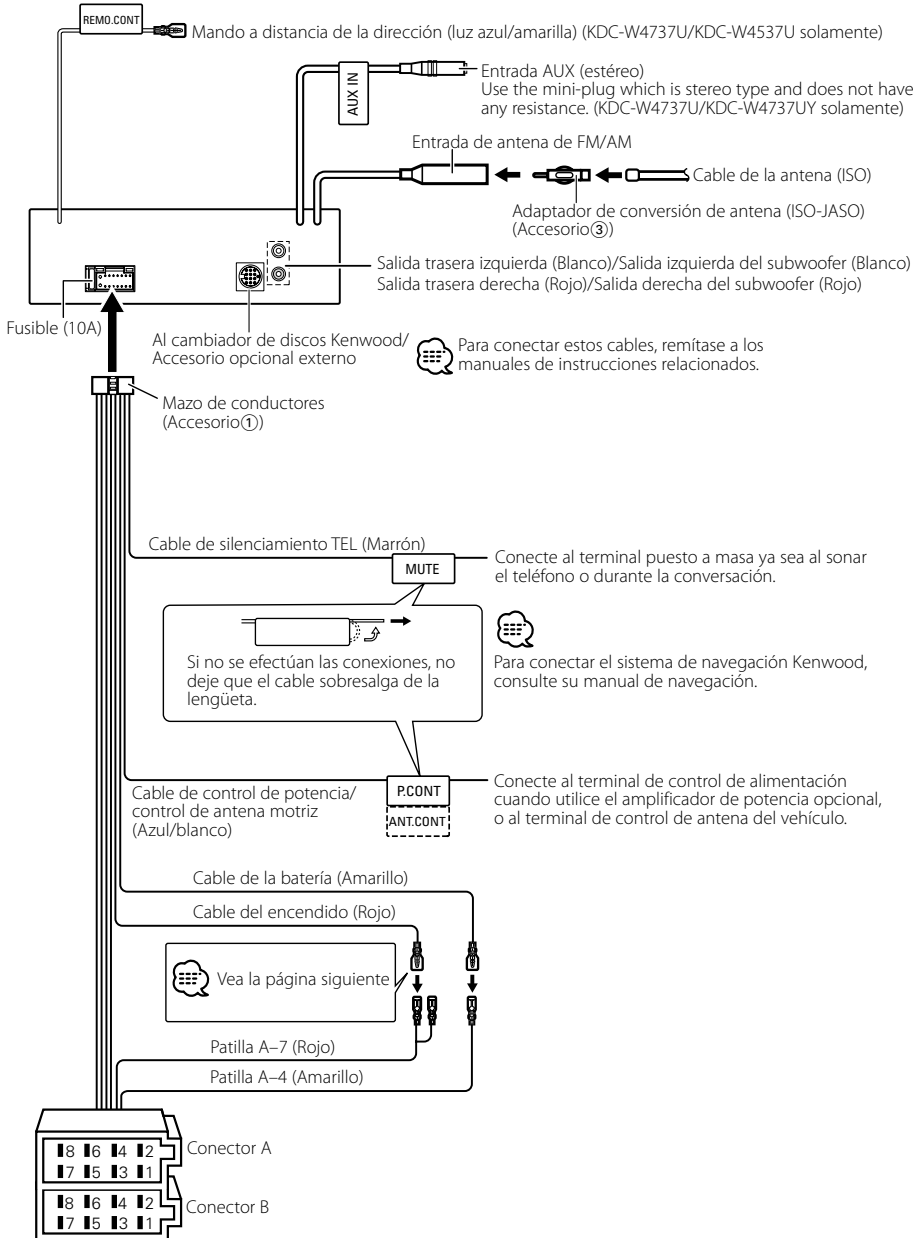 REMO.CONT
Mando a distancia de la dirección (luz azul/amarilla) (KDC-W4737U/KDC-W4537U solamente)
AUX IN
Entrada AUX (estéreo)
Use the mini-plug which is stereo type and does not have
any resistance. (KDC-W4737U/KDC-W4737UY solamente)
Entrada de antena de FM/AM
Cable de la antena (ISO)
Adaptador de conversión de antena (ISO-JASO)
(Accesorio③)
Salida trasera izquierda (Blanco)/Salida izquierda del subwoofer (Blanco)
Salida trasera derecha (Rojo)/Salida derecha del subwoofer (Rojo)
Fusible (10A)
Al cambiador de discos Kenwood/
Accesorio opcional externo
Para conectar estos cables, remítase a los
manuales de instrucciones relacionados.
Mazo de conductores
(Accesorio①)
Cable de silenciamiento TEL (Marrón)
MUTE
Conecte al terminal puesto a masa ya sea al sonar
el teléfono o durante la conversación.
Si no se efectúan las conexiones, no
deje que el cable sobresalga de la
lengüeta.
Para conectar el sistema de navegación Kenwood,
consulte su manual de navegación.
Cable de control de potencia/
control de antena motriz
(Azul/blanco)
P.CONT
ANT.CONT
Conecte al terminal de control de alimentación
cuando utilice el amplificador de potencia opcional,
o al terminal de control de antena del vehículo.
Cable de la batería (Amarillo)
Cable del encendido (Rojo)
Vea la página siguiente
Patilla A–7 (Rojo)
Patilla A–4 (Amarillo)
8 6 4 2
7 5 3 1
Conector A
8 6 4 2
7 5 3 1
Conector B